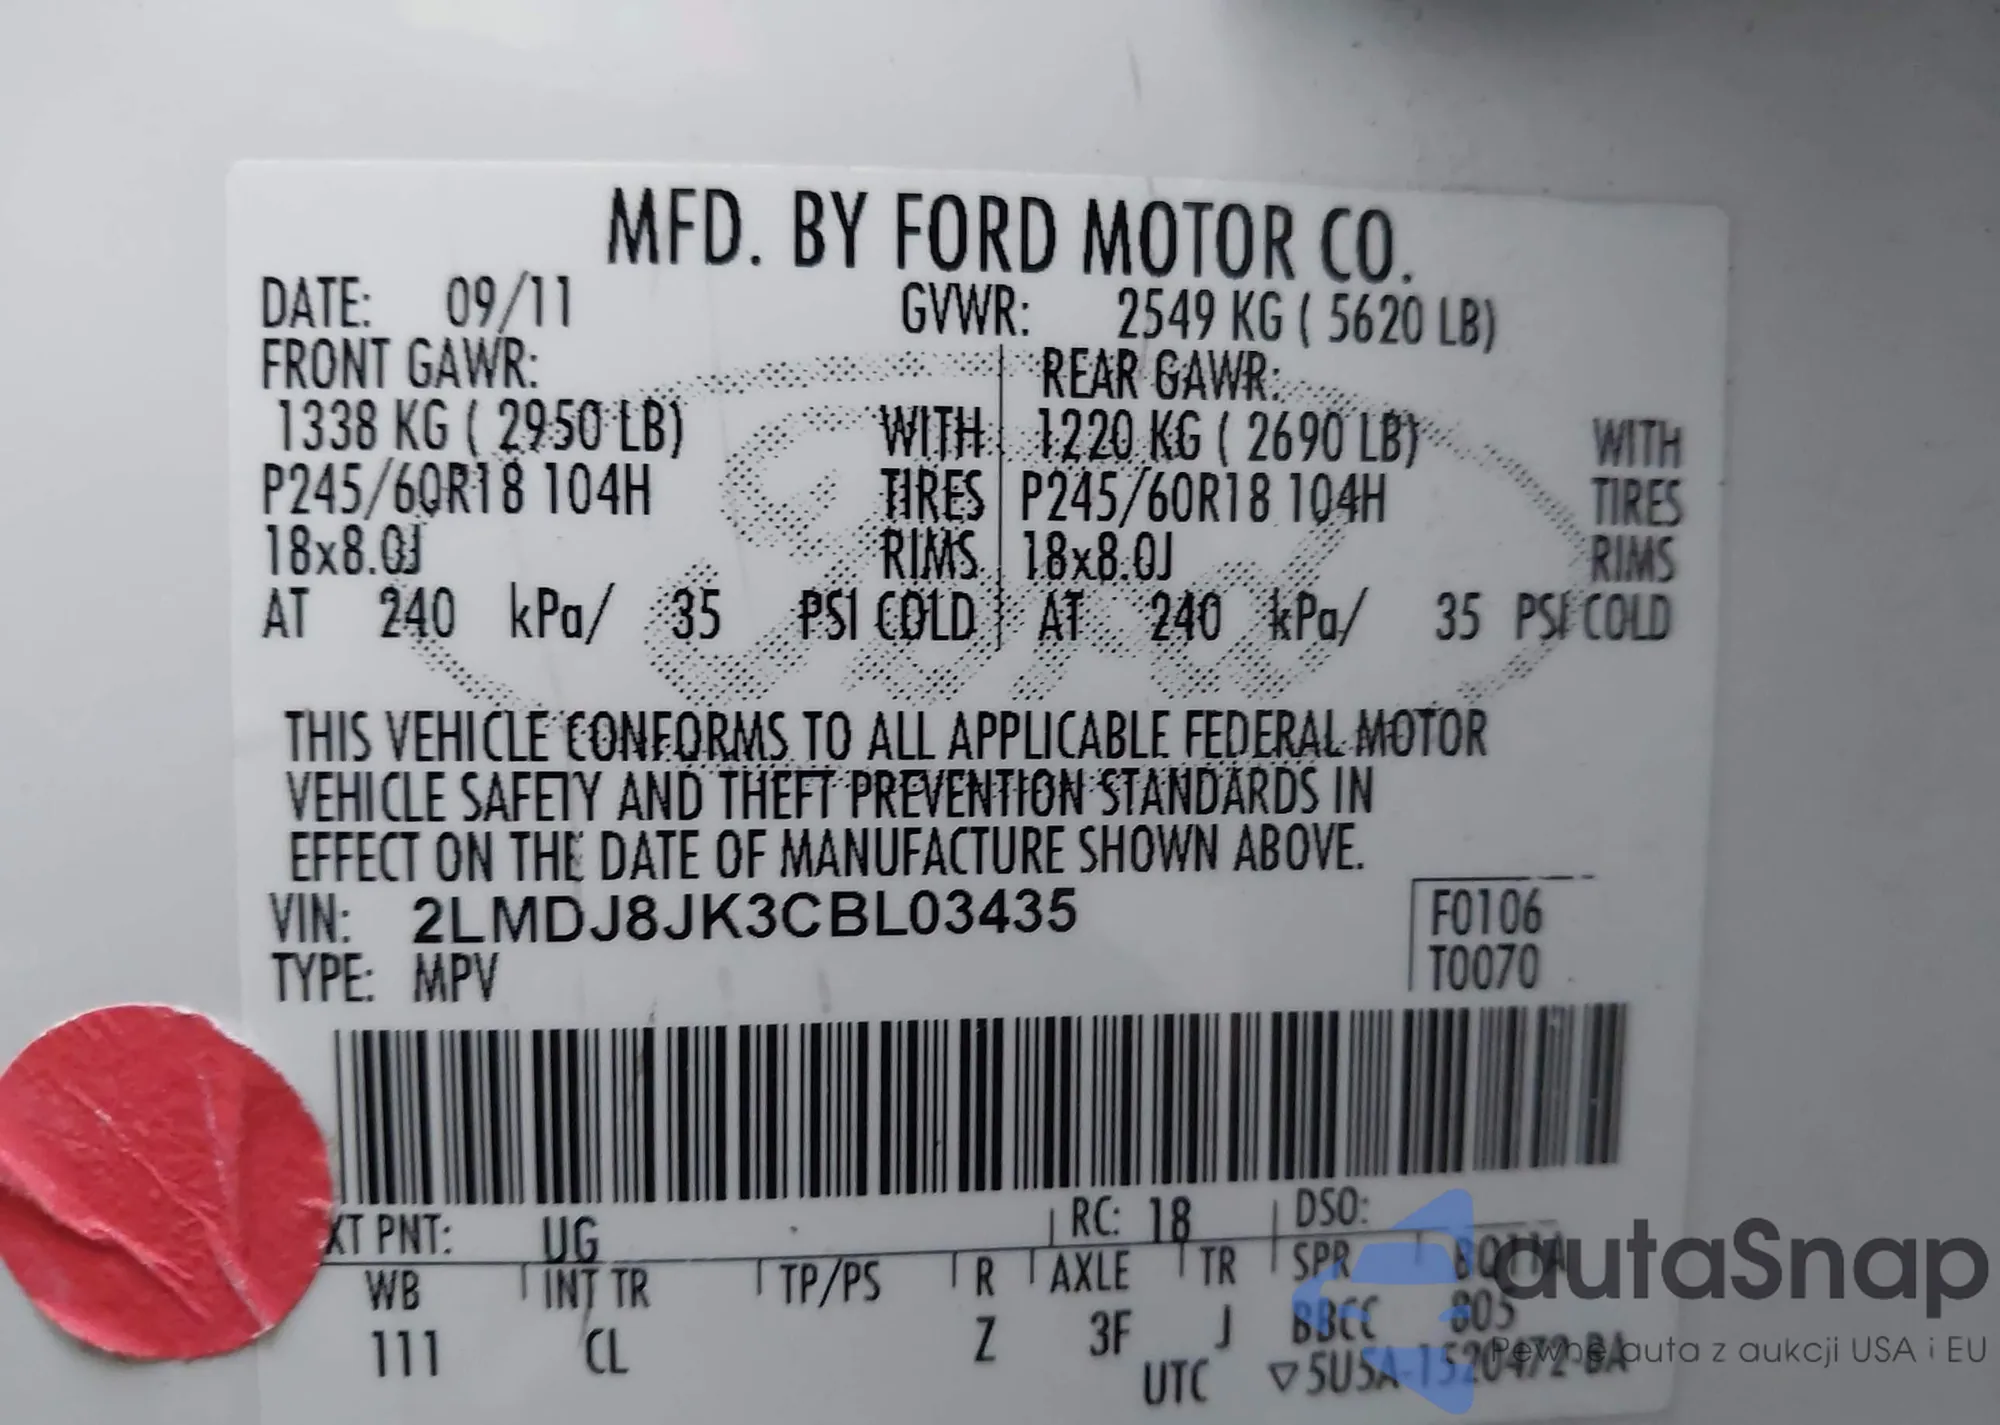 MFD. BY FORD MOTOR CO.
DATE: 09/11 GVWR: 2549 KG ( 5620 LB)
FRONT GAWR: REAR GAWR:
1338 KG ( 2950 LB) WITH 1220 KG ( 2690 LB) WITH
P245/60R18 104H TIRES P245/60R18 104H TIRES
18x8.0J RIMS 18x8.0J RIMS
AT 240 kPa/ 35 PSI COLD AT 240 kPa/ 35 PSI COLD
THIS VEHICLE CONFORMS TO ALL APPLICABLE FEDERAL MOTOR
VEHICLE SAFETY AND THEFT PREVENTION STANDARDS IN
EFFECT ON THE DATE OF MANUFACTURE SHOWN ABOVE.
VIN: 2LMDJ8JK3CBL03435 F0106
TYPE: MPV T0070
XT PNT: UG RC: 18 DSO:
WB INT TR TP/PS R AXLE TR SPR
111 CL Z 3F J BBCC 805
UTC ▽5U5A-1520472-BA
autaSnap
Pewne auta z aukcji USA i EU